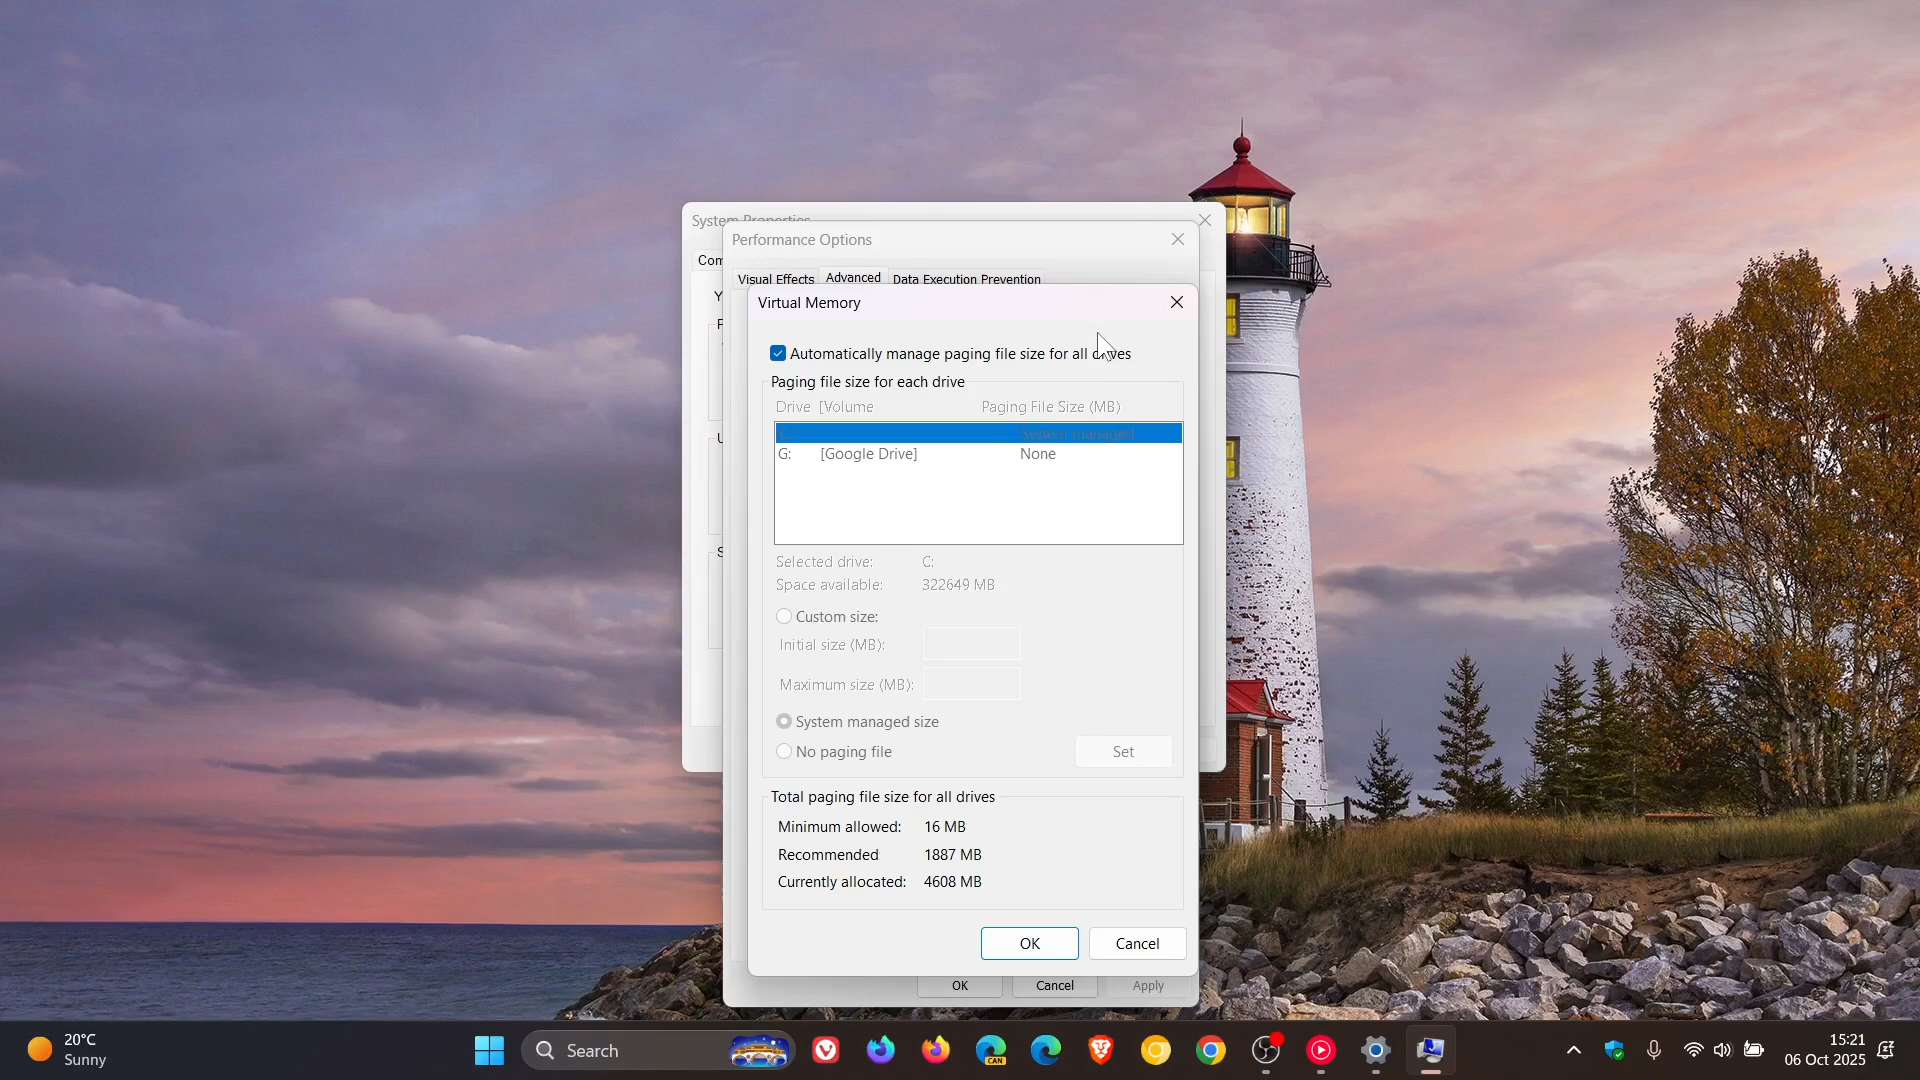 System Properties
Performance Options
Com
Visual Effects Advanced Data Execution Prevention
Y
Virtual Memory
F
Automatically manage paging file size for all drives
Paging file size for each drive
Drive [Volume Paging File Size (MB)
C: System managed
U
G: [Google Drive] None
S
Selected drive: C:
Space available: 322649 MB
Custom size:
Initial size (MB):
Maximum size (MB):
System managed size
No paging file Set
Total paging file size for all drives
Minimum allowed: 16 MB
Recommended 1887 MB
Currently allocated: 4608 MB
OK Cancel
OK Cancel Apply
20°C
Sunny
Search
CAN
15:21
06 Oct 2025